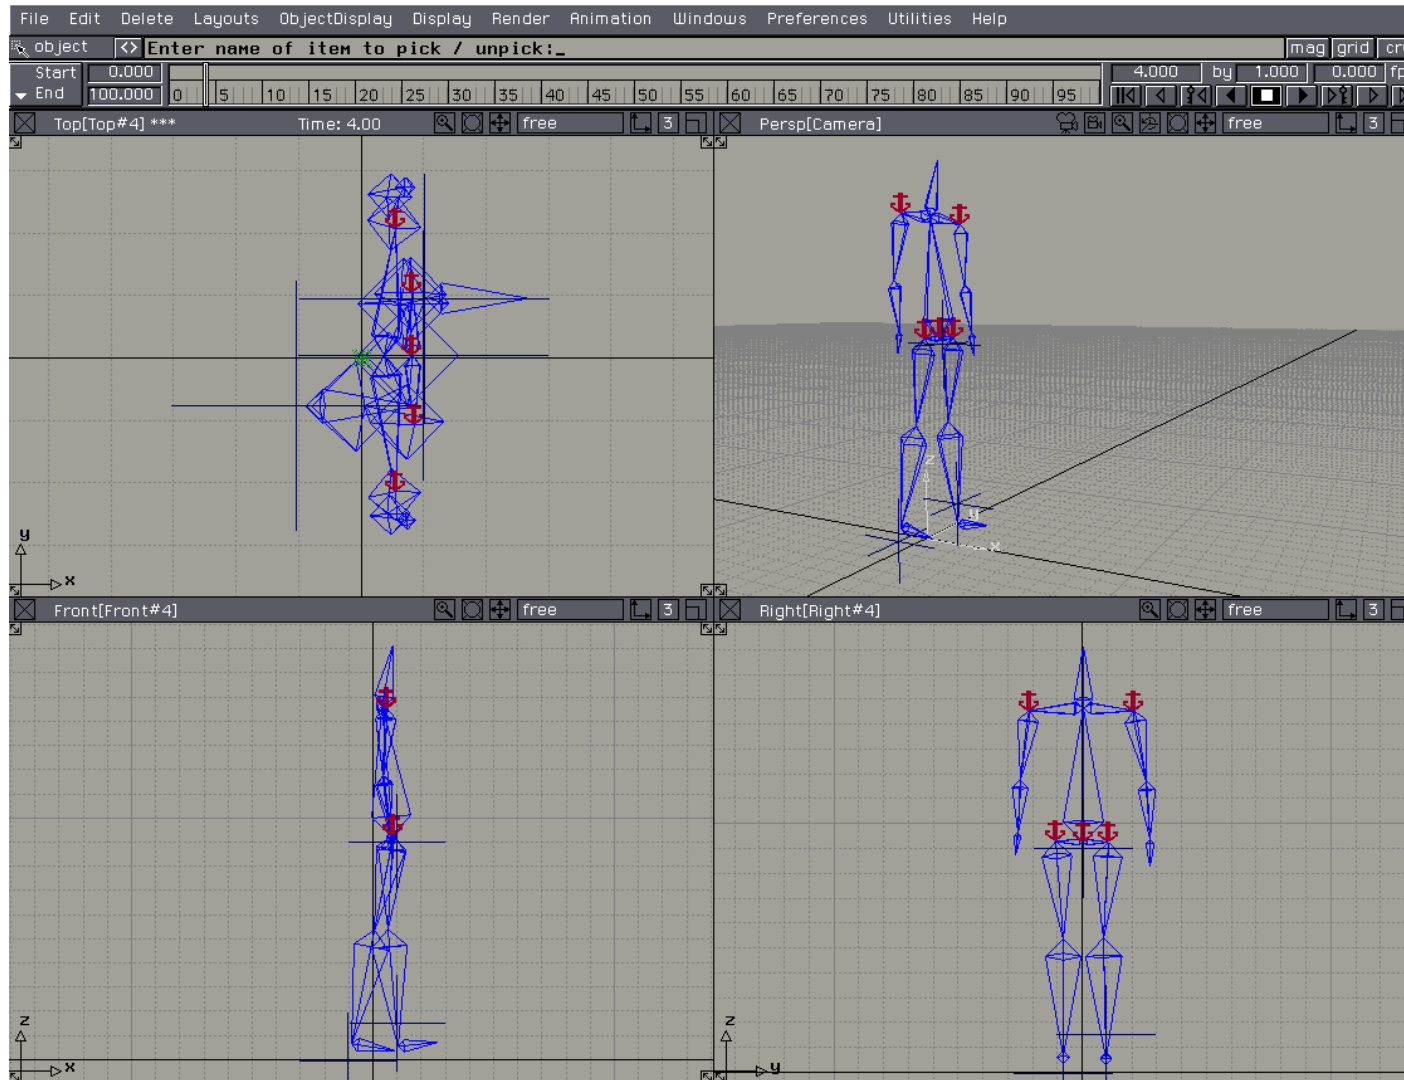 File Edit Delete Layouts ObjectDisplay Display Render Animation Windows Preferences Utilities Help
object <> Enter name of item to pick / unpick:_ mag grid cr
Start 0.000 4.000 by 1.000 0.000 fp
End 100.000 0 5 10 15 20 25 30 35 40 45 50 55 60 65 70 75 80 85 90 95
Top[Top#4] *** Time: 4.00 free 3 Persp[Camera] free 3
z
y
x
y
x
Front[Front#4] free 3 Right[Right#4] free 3
z z
x y